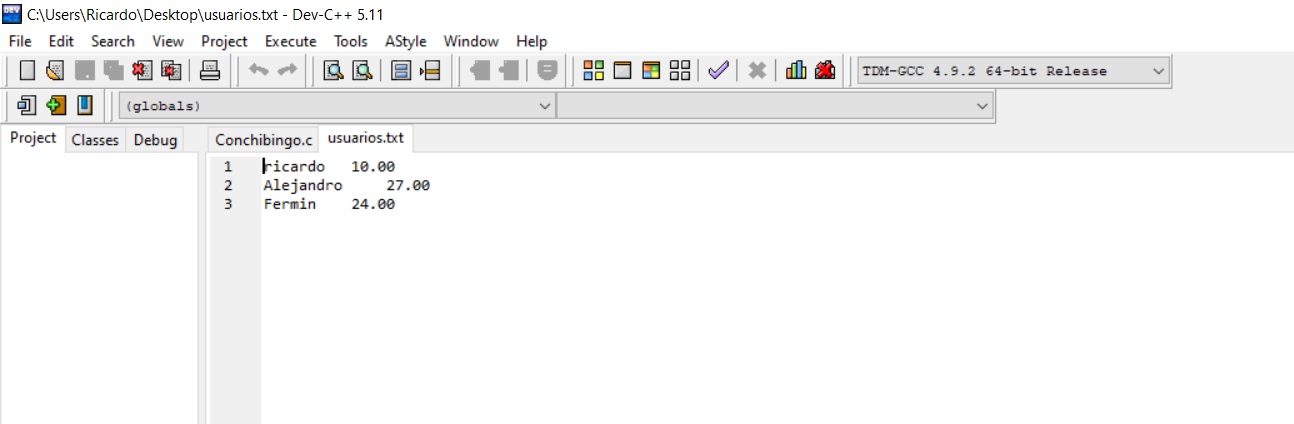 C:\Users\Ricardo\Desktop\usuarios.txt - Dev-C++ 5.11
File Edit Search View Project Execute Tools AStyle Window Help
TDM-GCC 4.9.2 64-bit Release
(globals)
Project Classes Debug Conchibingo.c usuarios.txt
1 ricardo 10.00
2 Alejandro 27.00
3 Fermin 24.00